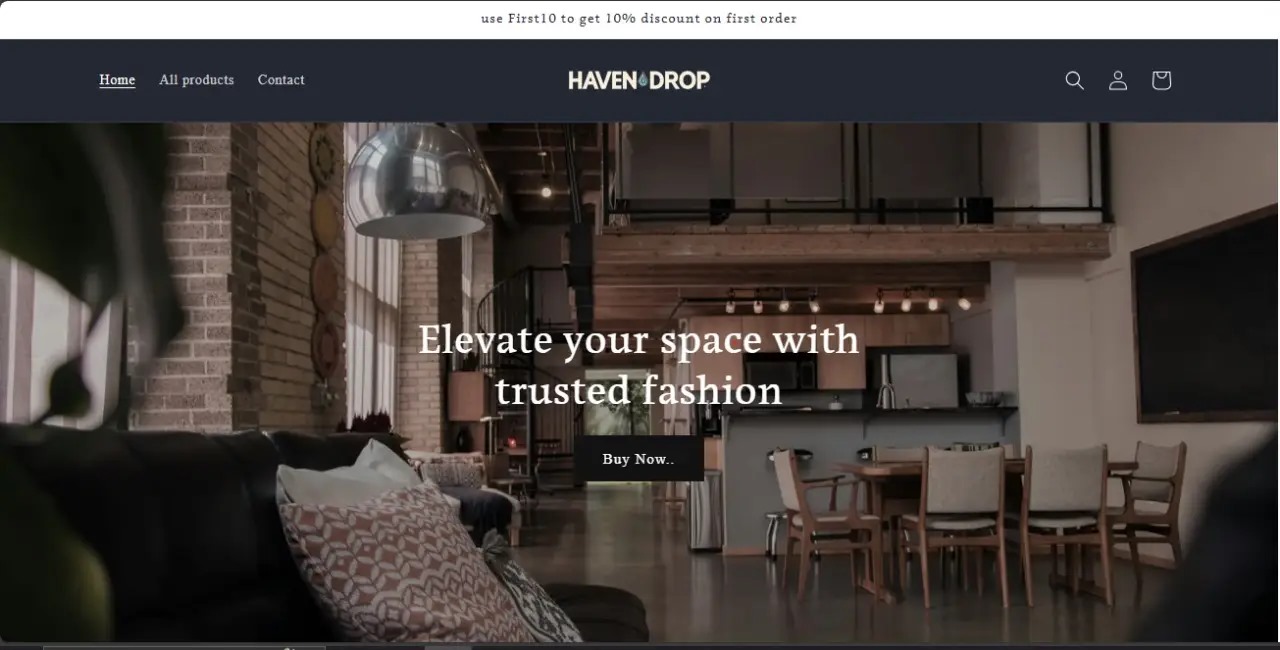 use First10 to get 10% discount on first order
Home All products Contact
HAVEN DROP
Elevate your space with
trusted fashion
Buy Now..